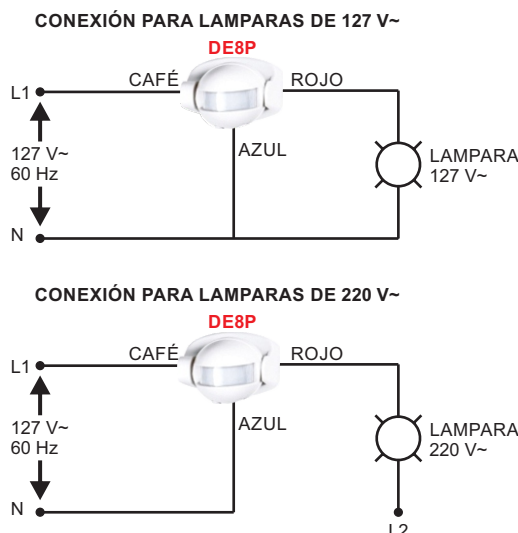 CONEXIÓN PARA LAMPARAS DE 127 V~
DE8P
CAFÉ
ROJO
L1
127 V~
60 Hz
AZUL
LAMPARA
127 V~
N
CONEXIÓN PARA LAMPARAS DE 220 V~
DE8P
CAFÉ
ROJO
L1
127 V~
60 Hz
AZUL
LAMPARA
220 V~
N
L2